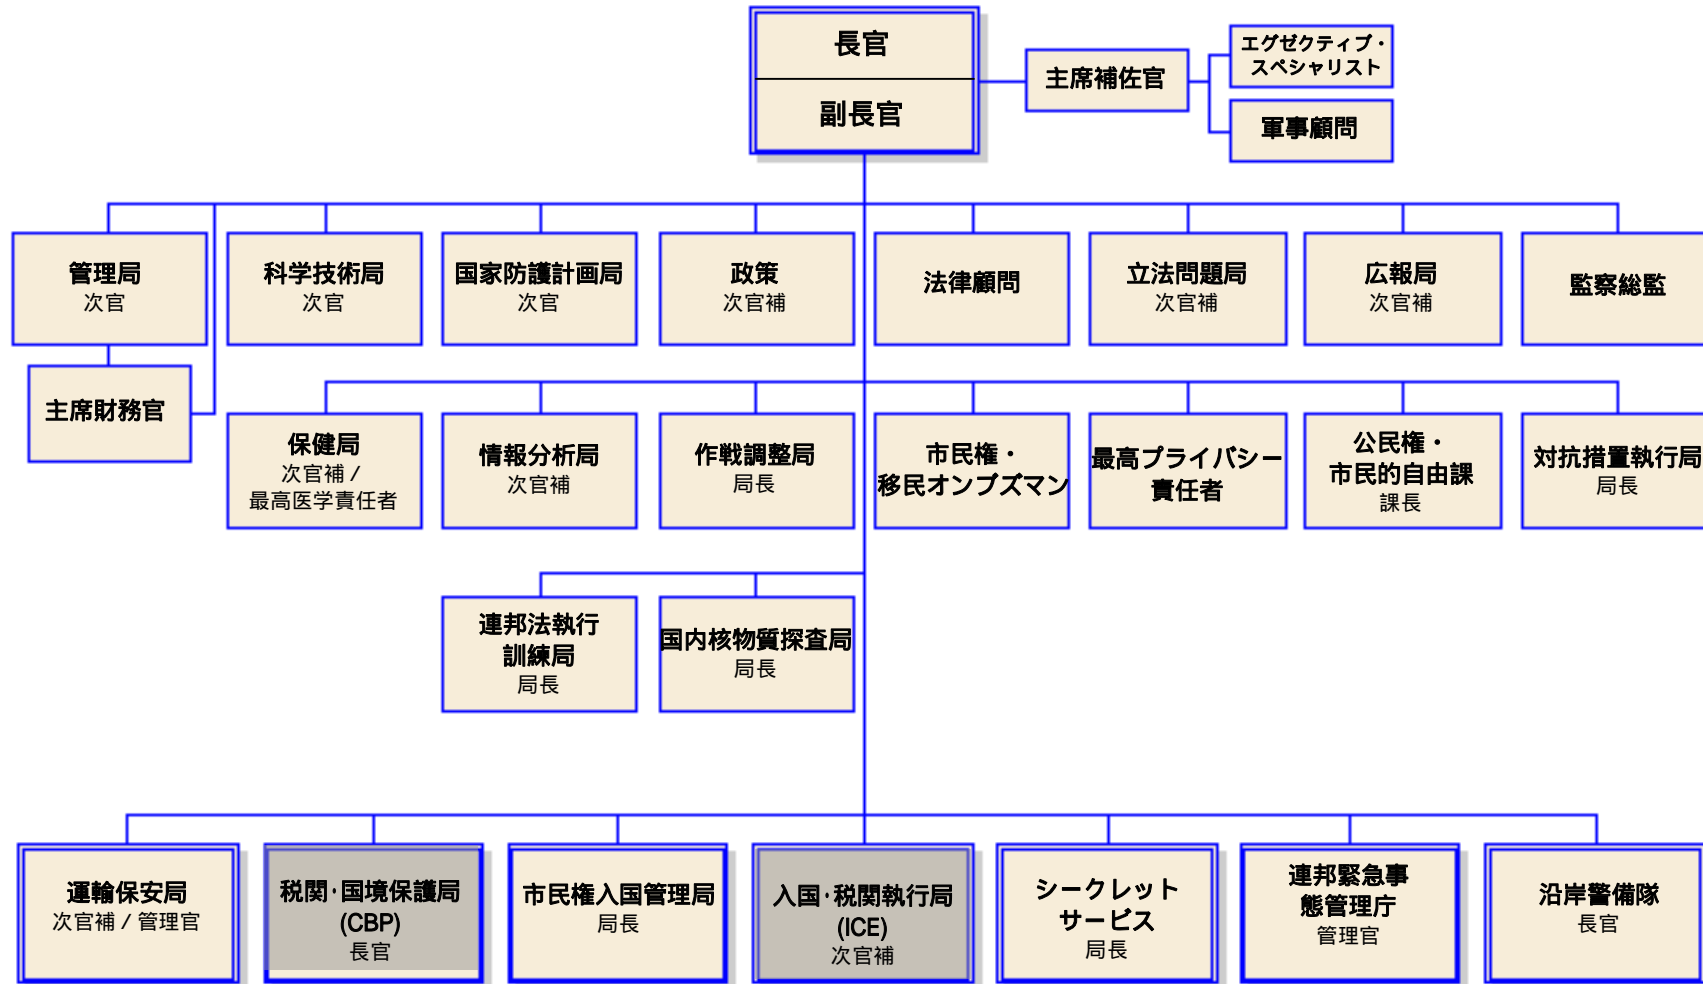 長官
副長官
主席補佐官
エグゼクティブ・
スペシャリスト
軍事顧問
管理局
次官
科学技術局
次官
国家防護計画局
次官
政策
次官補
法律顧問
立法問題局
次官補
広報局
次官補
監察総監
主席財務官
保健局
次官補 /
最高医学責任者
情報分析局
次官補
作戦調整局
局長
市民権・
移民オンブズマン
最高プライバシー
責任者
公民権・
市民的自由課
課長
対抗措置執行局
局長
連邦法執行
訓練局
局長
国内核物質探査局
局長
運輸保安局
次官補 / 管理官
税関・国境保護局
(CBP)
長官
市民権入国管理局
局長
入国・税関執行局
(ICE)
次官補
シークレット
サービス
局長
連邦緊急事
態管理庁
管理官
沿岸警備隊
長官